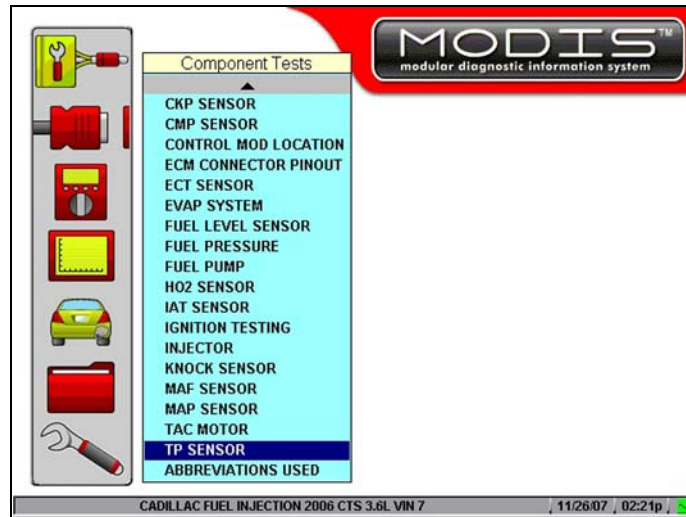 MODIS™
modular diagnostic information system
Component Tests
CKP SENSOR
CMP SENSOR
CONTROL MOD LOCATION
ECM CONNECTOR PINOUT
ECT SENSOR
EVAP SYSTEM
FUEL LEVEL SENSOR
FUEL PRESSURE
FUEL PUMP
HO2 SENSOR
IAT SENSOR
IGNITION TESTING
INJECTOR
KNOCK SENSOR
MAF SENSOR
MAP SENSOR
TAC MOTOR
TP SENSOR
ABBREVIATIONS USED
CADILLAC FUEL INJECTION 2006 CTS 3.6L VIN 7 11/26/07 02:21p